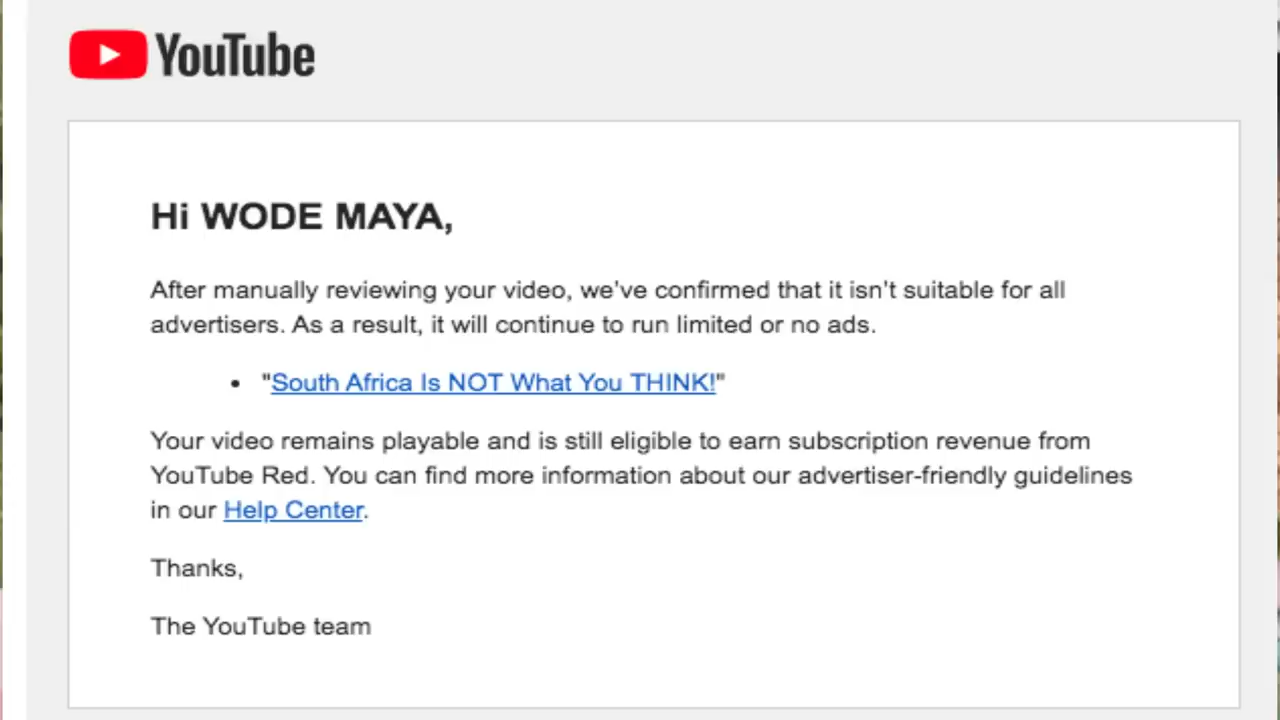 YouTube
Hi WODE MAYA,
After manually reviewing your video, we've confirmed that it isn't suitable for all
advertisers. As a result, it will continue to run limited or no ads.
• "South Africa Is NOT What You THINK!"
Your video remains playable and is still eligible to earn subscription revenue from
YouTube Red. You can find more information about our advertiser-friendly guidelines
in our Help Center.
Thanks,
The YouTube team